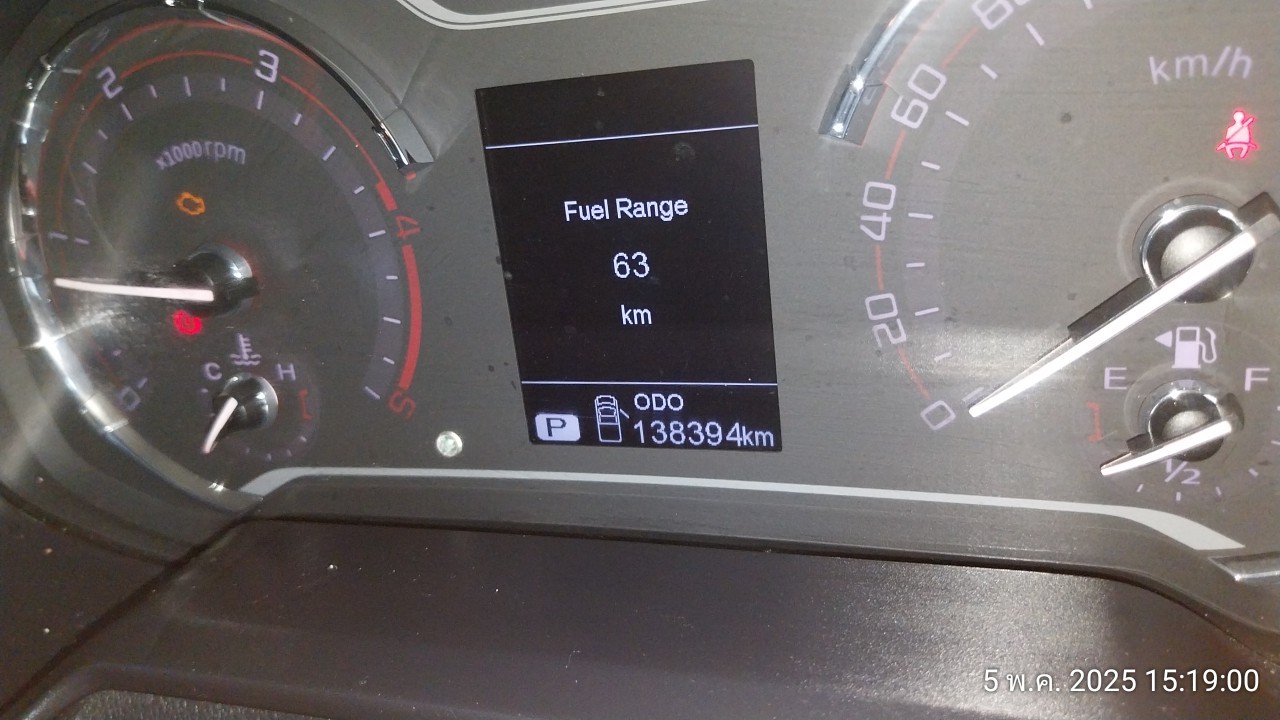 2
3
4
5
0
x1000rpm
C
H
Fuel Range
63
km
P
ODO
138394km
km/h
60
40
20
0
E
F
1/2
5 พ.ค. 2025 15:19:00